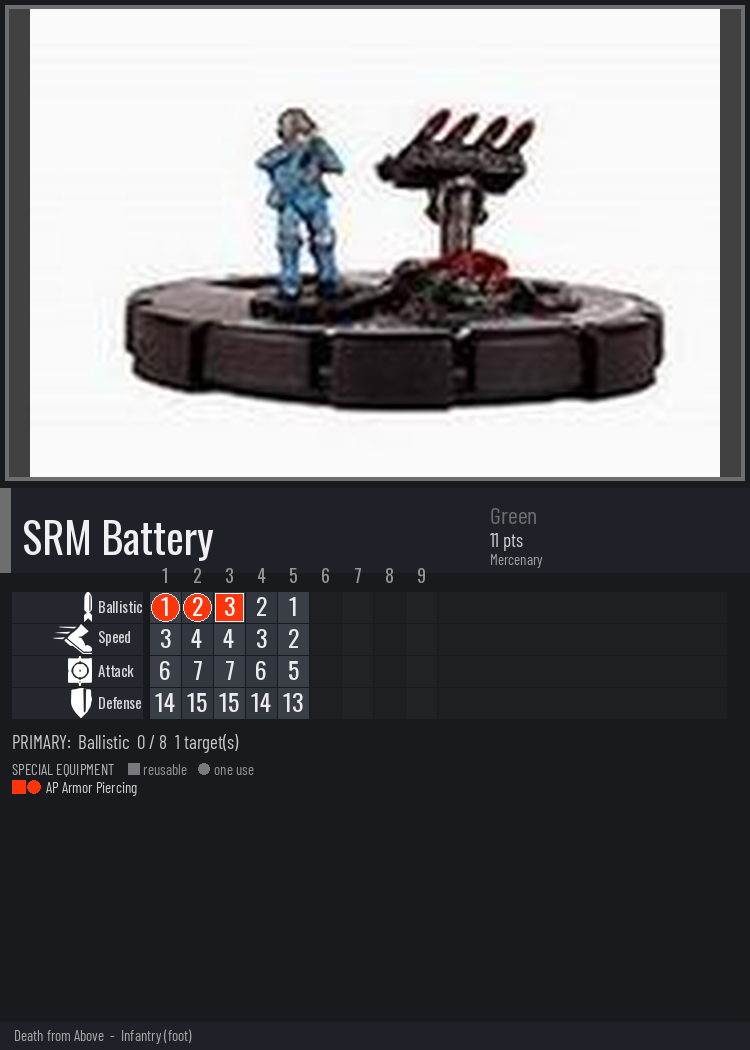 SRM Battery
Green
11 pts
Mercenary
1 2 3 4 5 6 7 8 9
Ballistic 1 2 3 2 1
Speed 3 4 4 3 2
Attack 6 7 7 6 5
Defense 14 15 15 14 13
PRIMARY: Ballistic 0 / 8 1 target(s)
SPECIAL EQUIPMENT reusable one use
AP Armor Piercing
Death from Above - Infantry (foot)